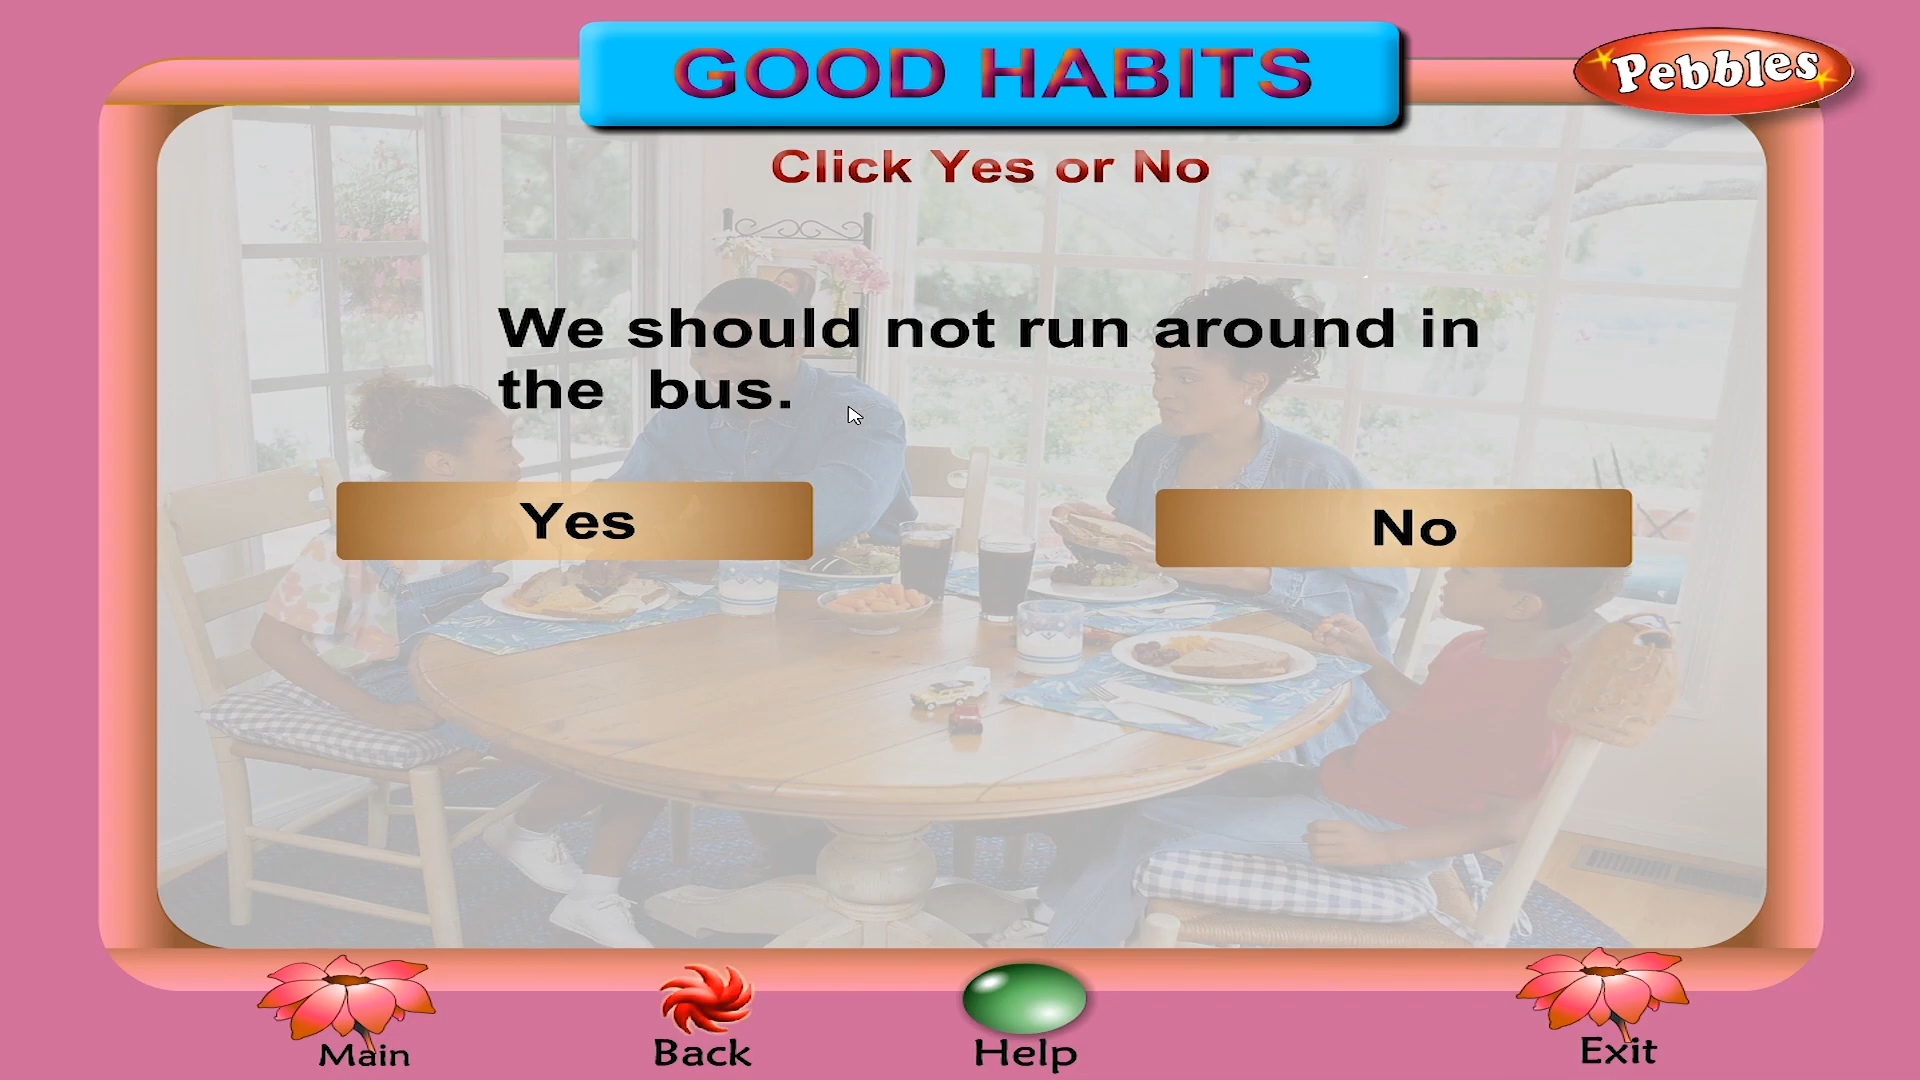 GOOD HABITS
Pebbles
Click Yes or No
We should not run around in
the bus.
Yes
No
Main
Back
Help
Exit